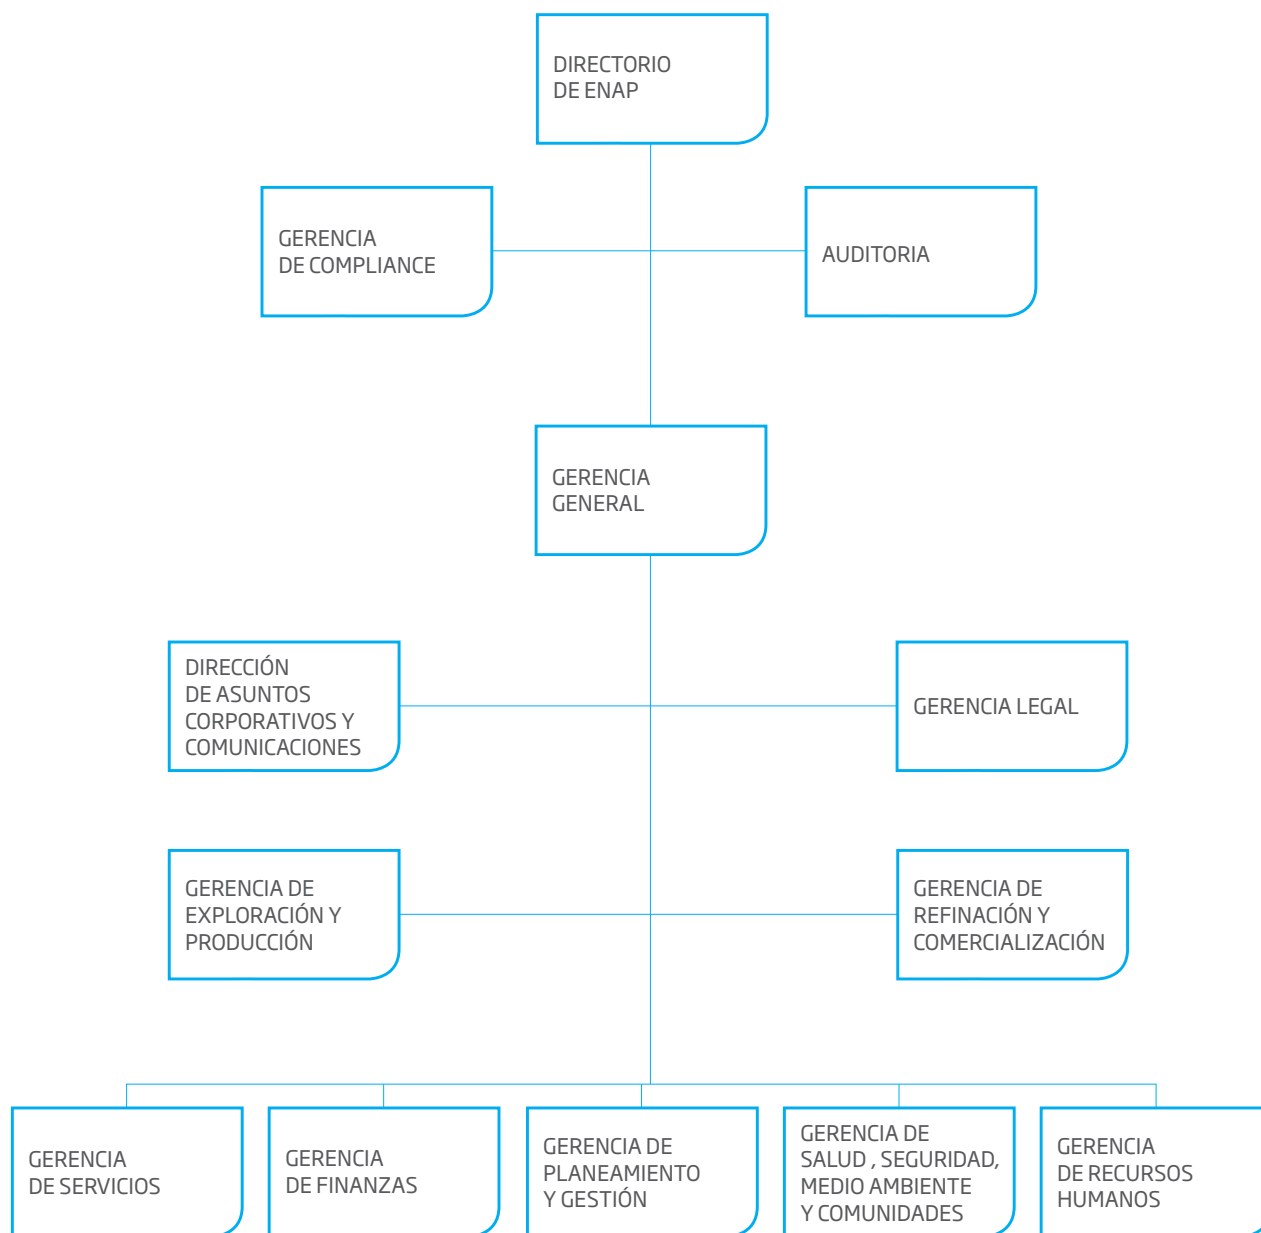 DIRECTORIO
DE ENAP
GERENCIA
DE COMPLIANCE
AUDITORIA
GERENCIA
GENERAL
DIRECCIÓN
DE ASUNTOS
CORPORATIVOS Y
COMUNICACIONES
GERENCIA LEGAL
GERENCIA DE
EXPLORACIÓN Y
PRODUCCIÓN
GERENCIA DE
REFINACIÓN Y
COMERCIALIZACIÓN
GERENCIA
DE SERVICIOS
GERENCIA
DE FINANZAS
GERENCIA DE
PLANEAMIENTO
Y GESTIÓN
GERENCIA DE
SALUD , SEGURIDAD,
MEDIO AMBIENTE
Y COMUNIDADES
GERENCIA
DE RECURSOS
HUMANOS